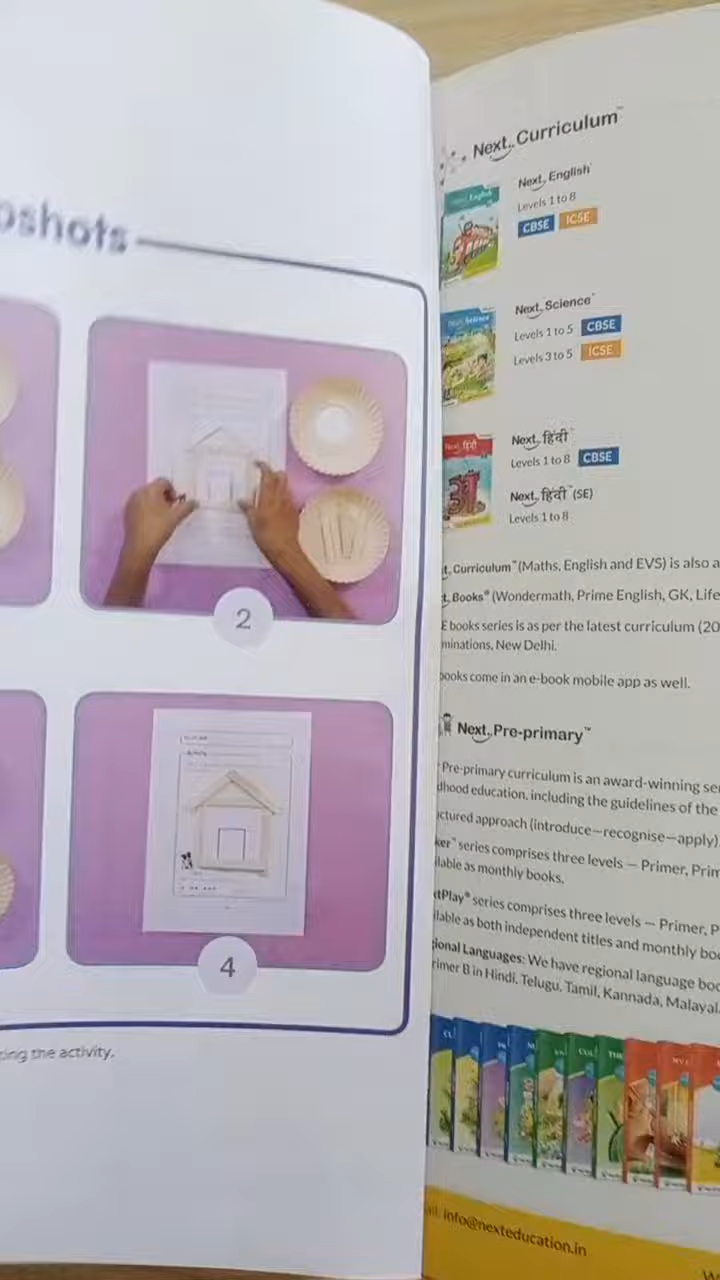 pshots
2
4
ring the activity.
Next Curriculum™
Next English
Levels 1 to 8
CBSE ICSE
Next Science
Levels 1 to 5 CBSE
Levels 3 to 5 ICSE
Next हिंदी
Levels 1 to 8 CBSE
Next हिंदी (SE)
Levels 1 to 8
t Curriculum™ (Maths, English and EVS) is also a
t Books® (Wondermath, Prime English, GK, Life
E books series is as per the latest curriculum (20
minations, New Delhi.
books come in an e-book mobile app as well.
Next Pre-primary™
Pre-primary curriculum is an award-winning se
dhood education, including the guidelines of the
ctured approach (introduce—recognise—apply)
ker™ series comprises three levels — Primer, Prim
ilable as monthly books.
tPlay® series comprises three levels — Primer, P
ilable as both independent titles and monthly boo
ional Languages: We have regional language boo
rimer B in Hindi, Telugu, Tamil, Kannada, Malayal
ail: info@nexteducation.in